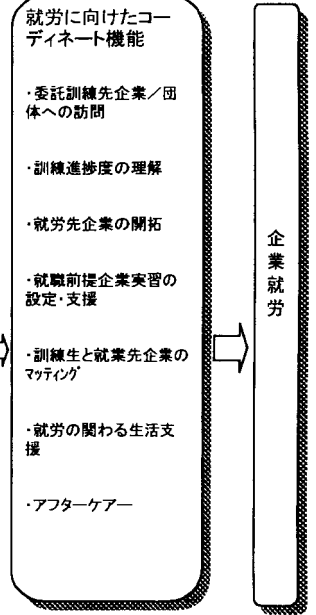 就労に向けたコー
ディネート機能
・委託訓練先企業／団
体への訪問
・訓練進捗度の理解
・就労先企業の開拓
・就職前提企業実習の
設定・支援
・訓練生と就業先企業の
マッティング
・就労の関わる生活支
援
・アフターケアー
企業就労